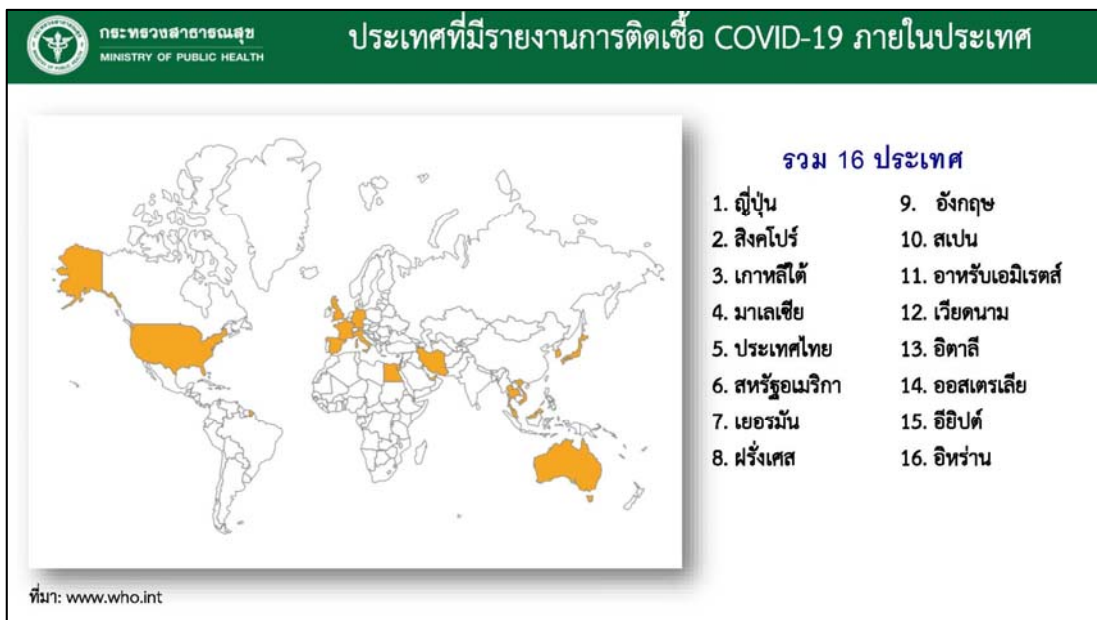 กระทรวงสาธารณสุข
MINISTRY OF PUBLIC HEALTH
ประเทศที่มีรายงานการติดเชื้อ COVID-19 ภายในประเทศ
รวม 16 ประเทศ
1. ญี่ปุ่น
2. สิงคโปร์
3. เกาหลีใต้
4. มาเลเซีย
5. ประเทศไทย
6. สหรัฐอเมริกา
7. เยอรมัน
8. ฝรั่งเศส
9. อังกฤษ
10. สเปน
11. อาหรับเอมิเรตส์
12. เวียดนาม
13. อิตาลี
14. ออสเตรเลีย
15. อียิปต์
16. อิหร่าน
ที่มา: www.who.int